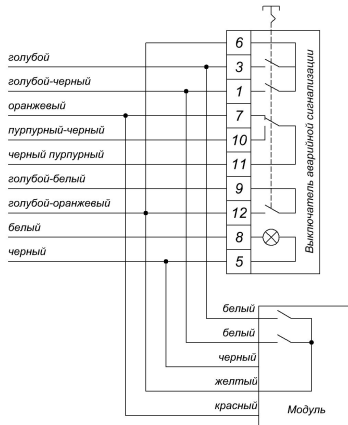 голубой
голубой-черный
оранжевый
пурпурный-черный
черный пурпурный
голубой-белый
голубой-оранжевый
белый
черный
6
3
1
7
10
11
9
12
8
5
Выключатель аварийной сигнализации
белый
белый
черный
желтый
красный
Модуль